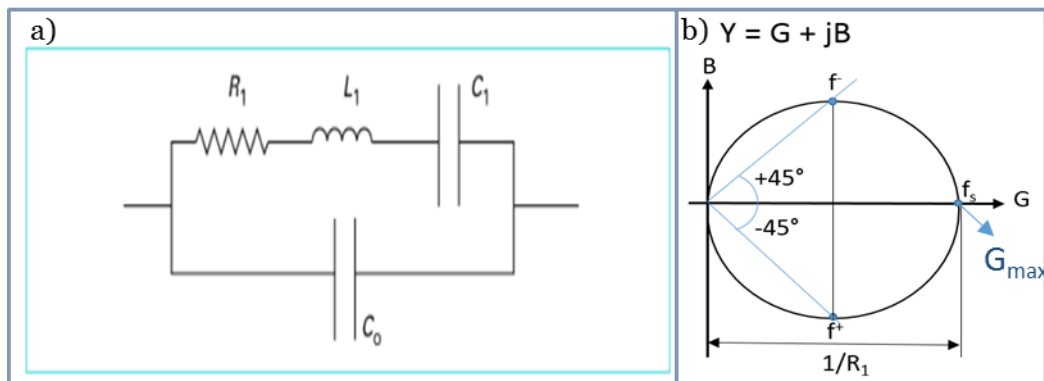 a)
R₁ L₁ C₁
C₀
b) Y = G + jB
B
f⁻
+45°
fₛ
G
-45°
Gₘₐₓ
f⁺
1/R₁